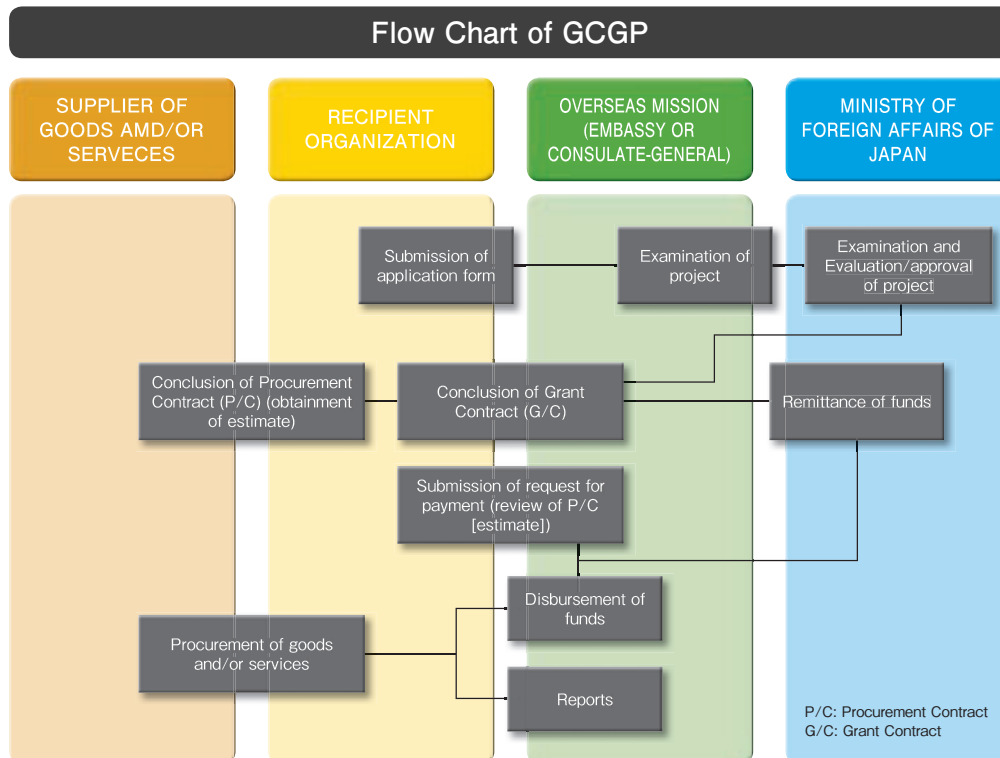 Flow Chart of GCGP
SUPPLIER OF
GOODS AMD/OR
SERVECES
RECIPIENT
ORGANIZATION
OVERSEAS MISSION
(EMBASSY OR
CONSULATE-GENERAL)
MINISTRY OF
FOREIGN AFFAIRS OF
JAPAN
Submission of
application form
Examination of
project
Examination and
Evaluation/approval
of project
Conclusion of Procurement
Contract (P/C) (obtainment
of estimate)
Conclusion of Grant
Contract (G/C)
Remittance of funds
Submission of request for
payment (review of P/C
[estimate])
Disbursement of
funds
Procurement of goods
and/or services
Reports
P/C: Procurement Contract
G/C: Grant Contract